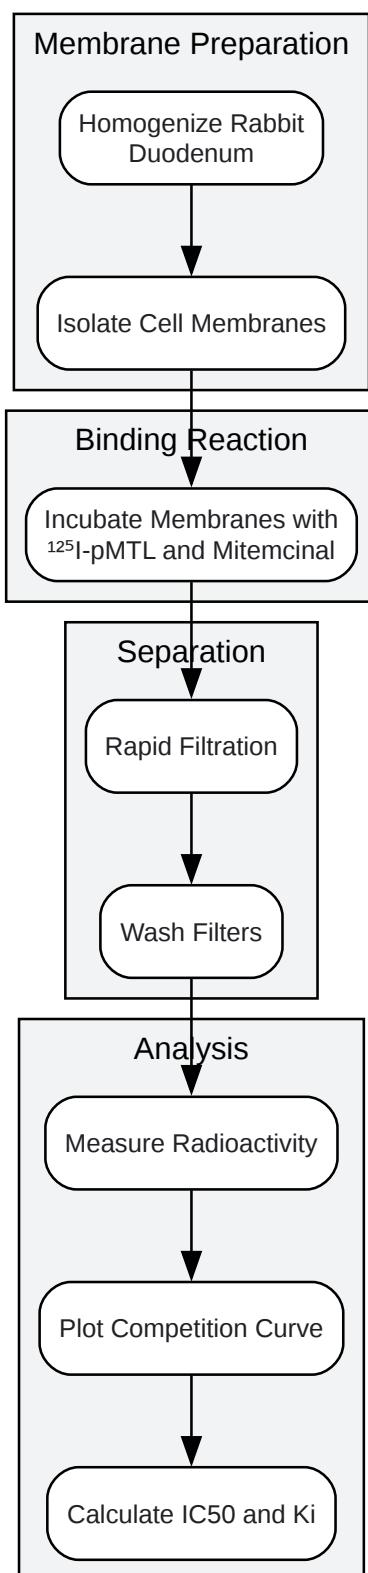 Membrane Preparation
Homogenize Rabbit
Duodenum
Isolate Cell Membranes
Binding Reaction
Incubate Membranes with
¹²⁵I-pMTL and Mitemcinal
Separation
Rapid Filtration
Wash Filters
Analysis
Measure Radioactivity
Plot Competition Curve
Calculate IC50 and Ki